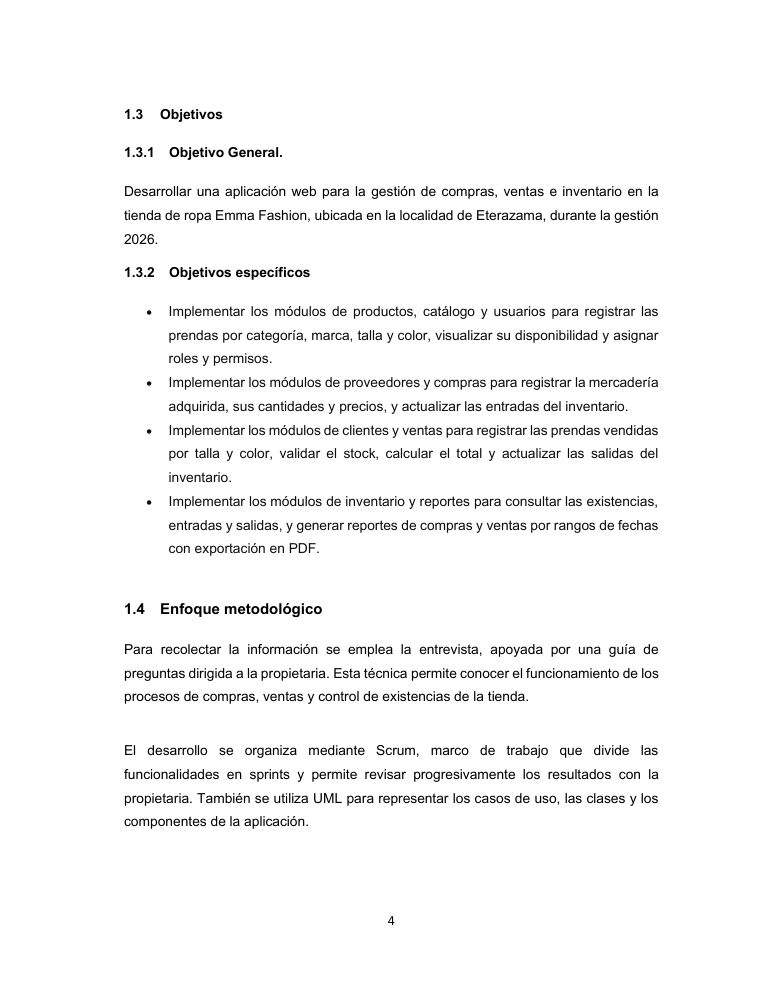 1.3 Objetivos
1.3.1 Objetivo General.
Desarrollar una aplicación web para la gestión de compras, ventas e inventario en la
tienda de ropa Emma Fashion, ubicada en la localidad de Eterazama, durante la gestión
2026.
1.3.2 Objetivos específicos
• Implementar los módulos de productos, catálogo y usuarios para registrar las
prendas por categoría, marca, talla y color, visualizar su disponibilidad y asignar
roles y permisos.
• Implementar los módulos de proveedores y compras para registrar la mercadería
adquirida, sus cantidades y precios, y actualizar las entradas del inventario.
• Implementar los módulos de clientes y ventas para registrar las prendas vendidas
por talla y color, validar el stock, calcular el total y actualizar las salidas del
inventario.
• Implementar los módulos de inventario y reportes para consultar las existencias,
entradas y salidas, y generar reportes de compras y ventas por rangos de fechas
con exportación en PDF.
1.4 Enfoque metodológico
Para recolectar la información se emplea la entrevista, apoyada por una guía de
preguntas dirigida a la propietaria. Esta técnica permite conocer el funcionamiento de los
procesos de compras, ventas y control de existencias de la tienda.
El desarrollo se organiza mediante Scrum, marco de trabajo que divide las
funcionalidades en sprints y permite revisar progresivamente los resultados con la
propietaria. También se utiliza UML para representar los casos de uso, las clases y los
componentes de la aplicación.
4